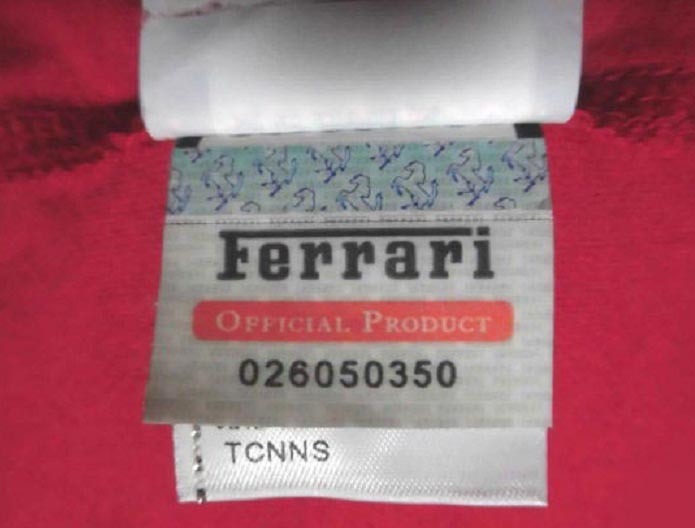 Ferrari
OFFICIAL PRODUCT
026050350
TCNNS